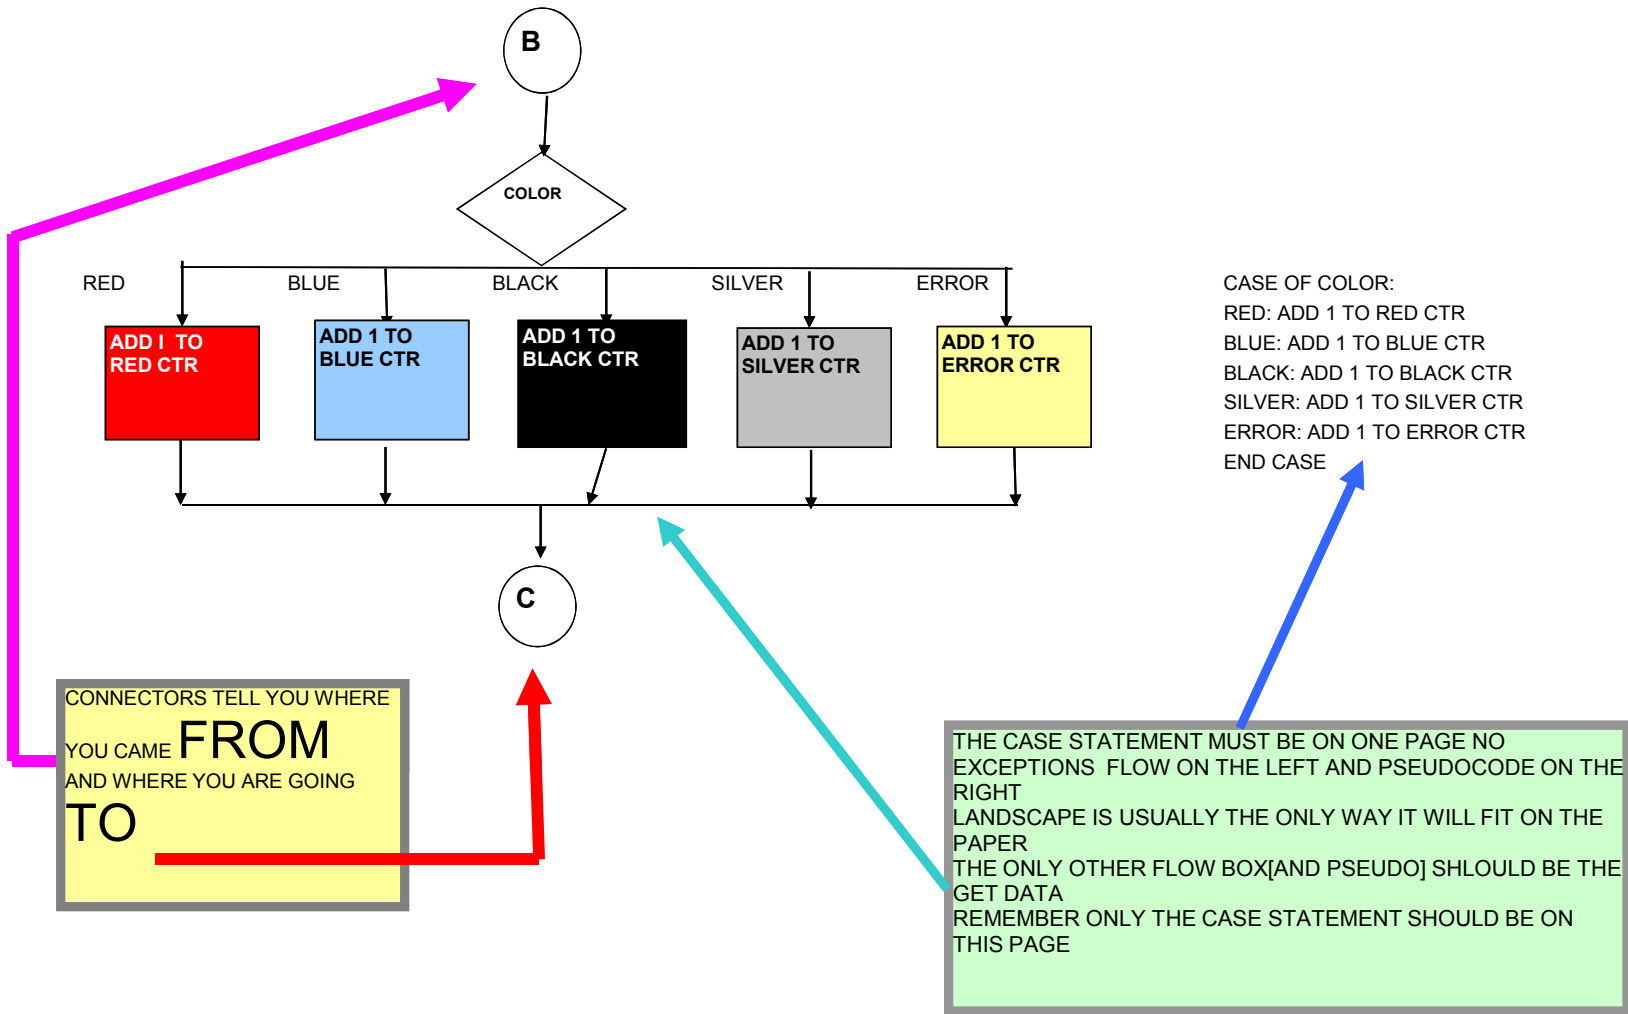 B
COLOR
RED
BLUE
BLACK
SILVER
ERROR
ADD I  TO
RED CTR
ADD 1 TO
BLUE CTR
ADD 1 TO
BLACK CTR
ADD 1 TO
SILVER CTR
ADD 1 TO
ERROR CTR
C
CASE OF COLOR:
RED: ADD 1 TO RED CTR
BLUE: ADD 1 TO BLUE CTR
BLACK: ADD 1 TO BLACK CTR
SILVER: ADD 1 TO SILVER CTR
ERROR: ADD 1 TO ERROR CTR
END CASE
CONNECTORS TELL YOU WHERE
YOU CAME FROM
AND WHERE YOU ARE GOING
TO
THE CASE STATEMENT MUST BE ON ONE PAGE NO
EXCEPTIONS  FLOW ON THE LEFT AND PSEUDOCODE ON THE
RIGHT
LANDSCAPE IS USUALLY THE ONLY WAY IT WILL FIT ON THE
PAPER
THE ONLY OTHER FLOW BOX[AND PSEUDO] SHLOULD BE THE
GET DATA
REMEMBER ONLY THE CASE STATEMENT SHOULD BE ON
THIS PAGE